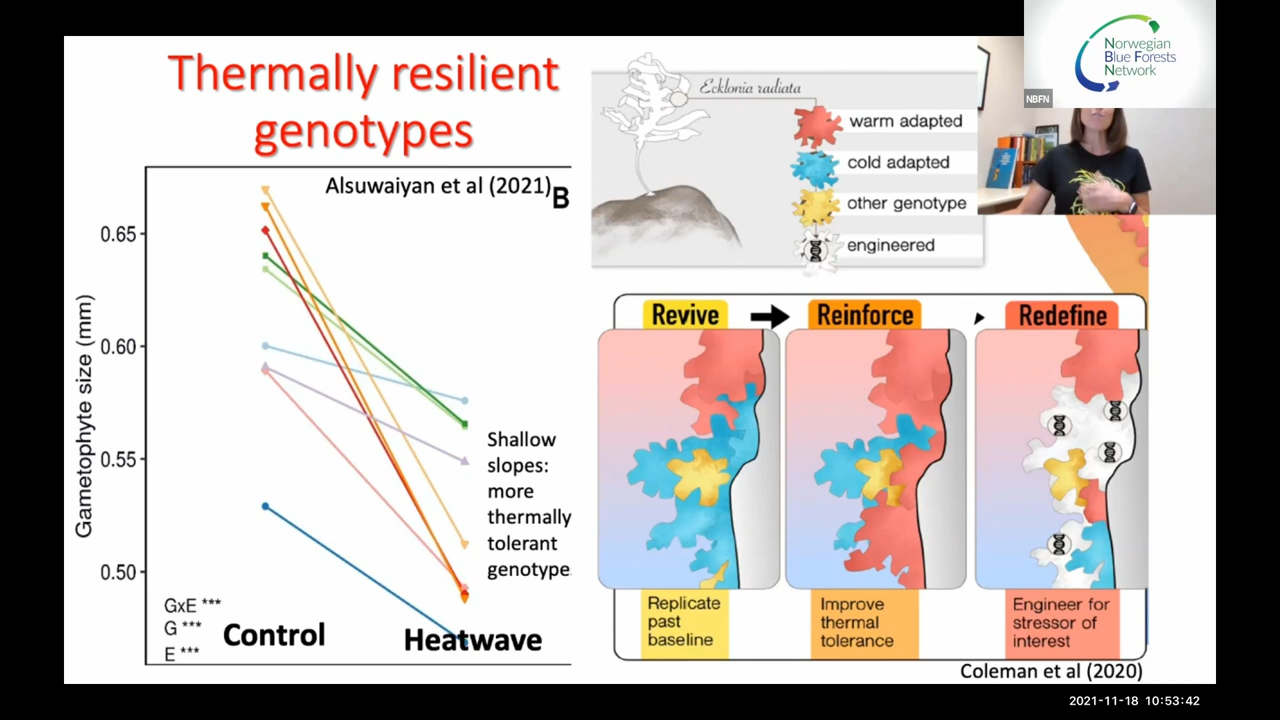 Thermally resilient
genotypes
Alsuwaiyan et al (2021)
B
0.65
0.60
0.55
0.50
Gametophyte size (mm)
Shallow
slopes:
more
thermally
tolerant
genotype
GxE ***
G ***
E ***
Control
Heatwave
Ecklonia radiata
warm adapted
cold adapted
other genotype
engineered
Revive
Reinforce
Redefine
Replicate
past
baseline
Improve
thermal
tolerance
Engineer for
stressor of
interest
Coleman et al (2020)
Norwegian
Blue Forests
Network
NBFN
2021-11-18 10:53:42